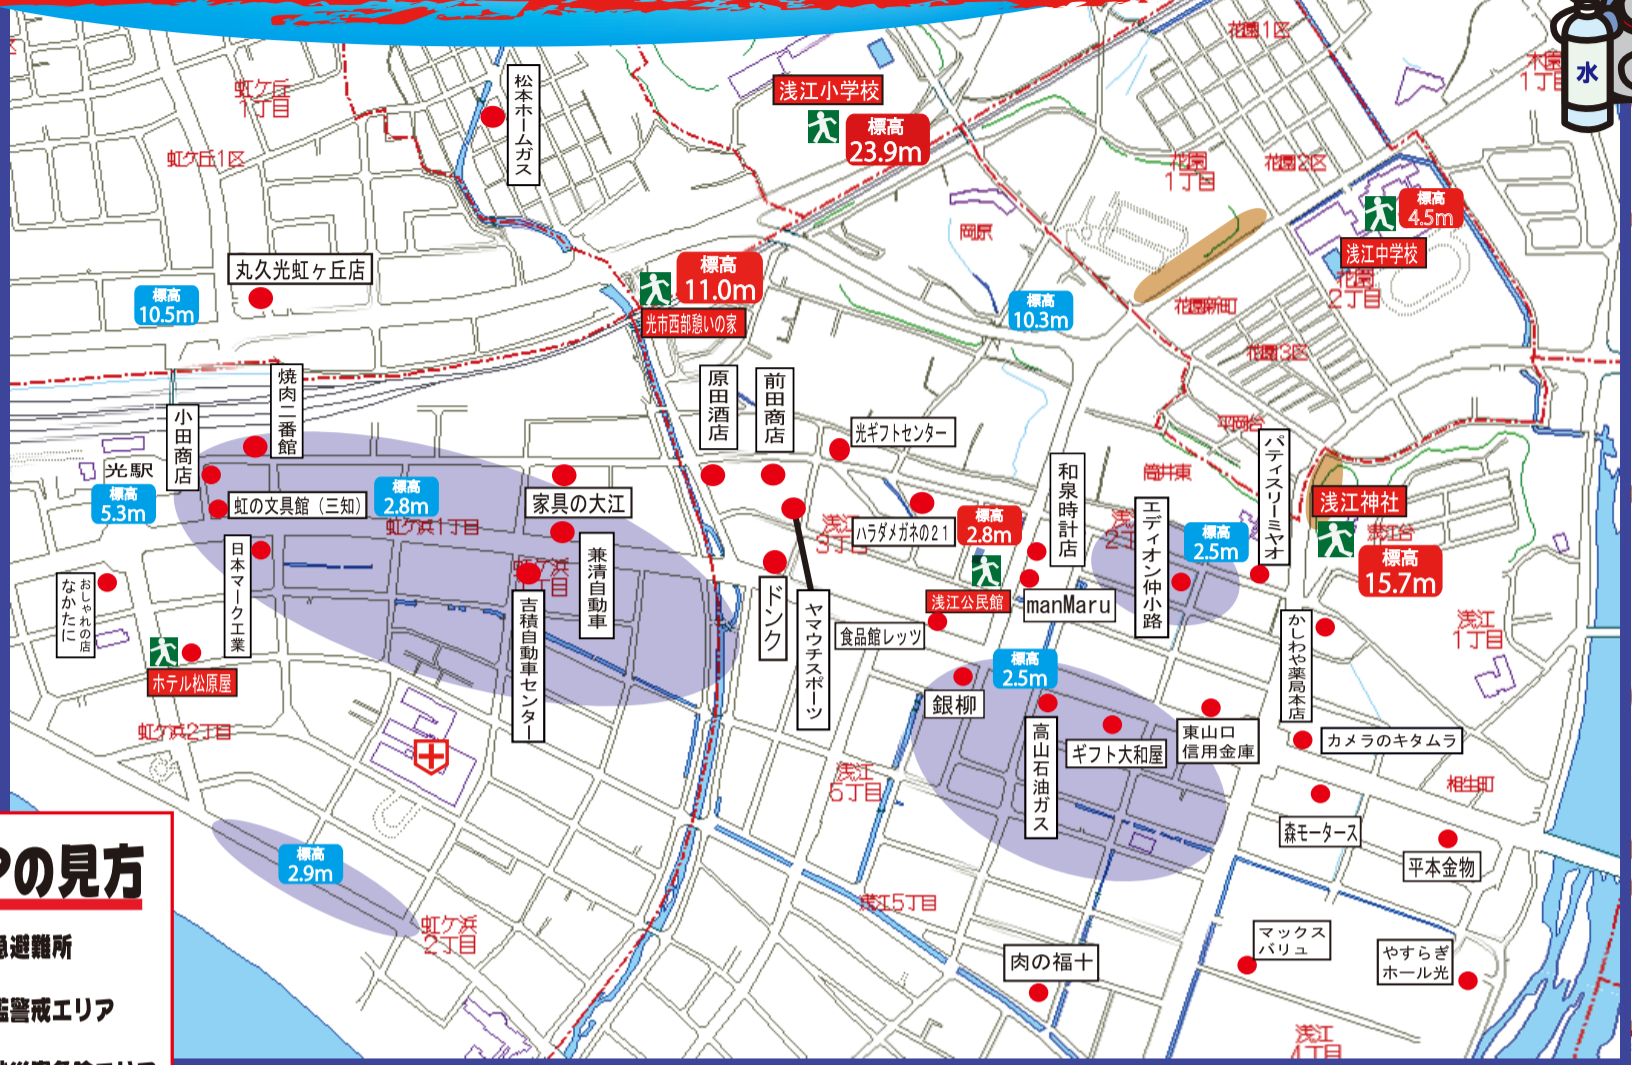 花園1区
水
虹ケ丘
1丁目
松本ホームガス
浅江小学校
標高
23.9m
虹ケ丘1区
花園
1丁目
花園2区
標高
4.5m
浅江中学校
岡原
花園
2丁目
丸久光虹ヶ丘店
標高
10.5m
標高
11.0m
光市西部憩いの家
標高
10.3m
花園新町
花園3区
焼肉二番館
小田商店
原田酒店
前田商店
光ギフトセンター
平岡台
パティスリーミヤオ
光駅
標高
5.3m
虹の文具館（三知）
標高
2.8m
虹ケ浜1丁目
家具の大江
和泉時計店
筒井東
浅江
3丁目
ハラダメガネの21
標高
2.8m
エディオン仲小路
標高
2.5m
浅江神社
標高
15.7m
日本マーク工業
おしゃれの店
なかたに
兼清自動車
吉積自動車センター
ドンク
ヤマウチスポーツ
食品館レッツ
浅江公民館
manMaru
かしわや薬局本店
浅江
1丁目
ホテル松原屋
虹ケ浜2丁目
標高
2.5m
銀柳
高山石油ガス
ギフト大和屋
東山口
信用金庫
カメラのキタムラ
浅江
5丁目
相生町
森モータース
平本金物
の見方
標高
2.9m
虹ケ浜
2丁目
浅江5丁目
避難所
警戒エリア
肉の福十
マックス
バリュ
やすらぎ
ホール光
浅江
1丁目